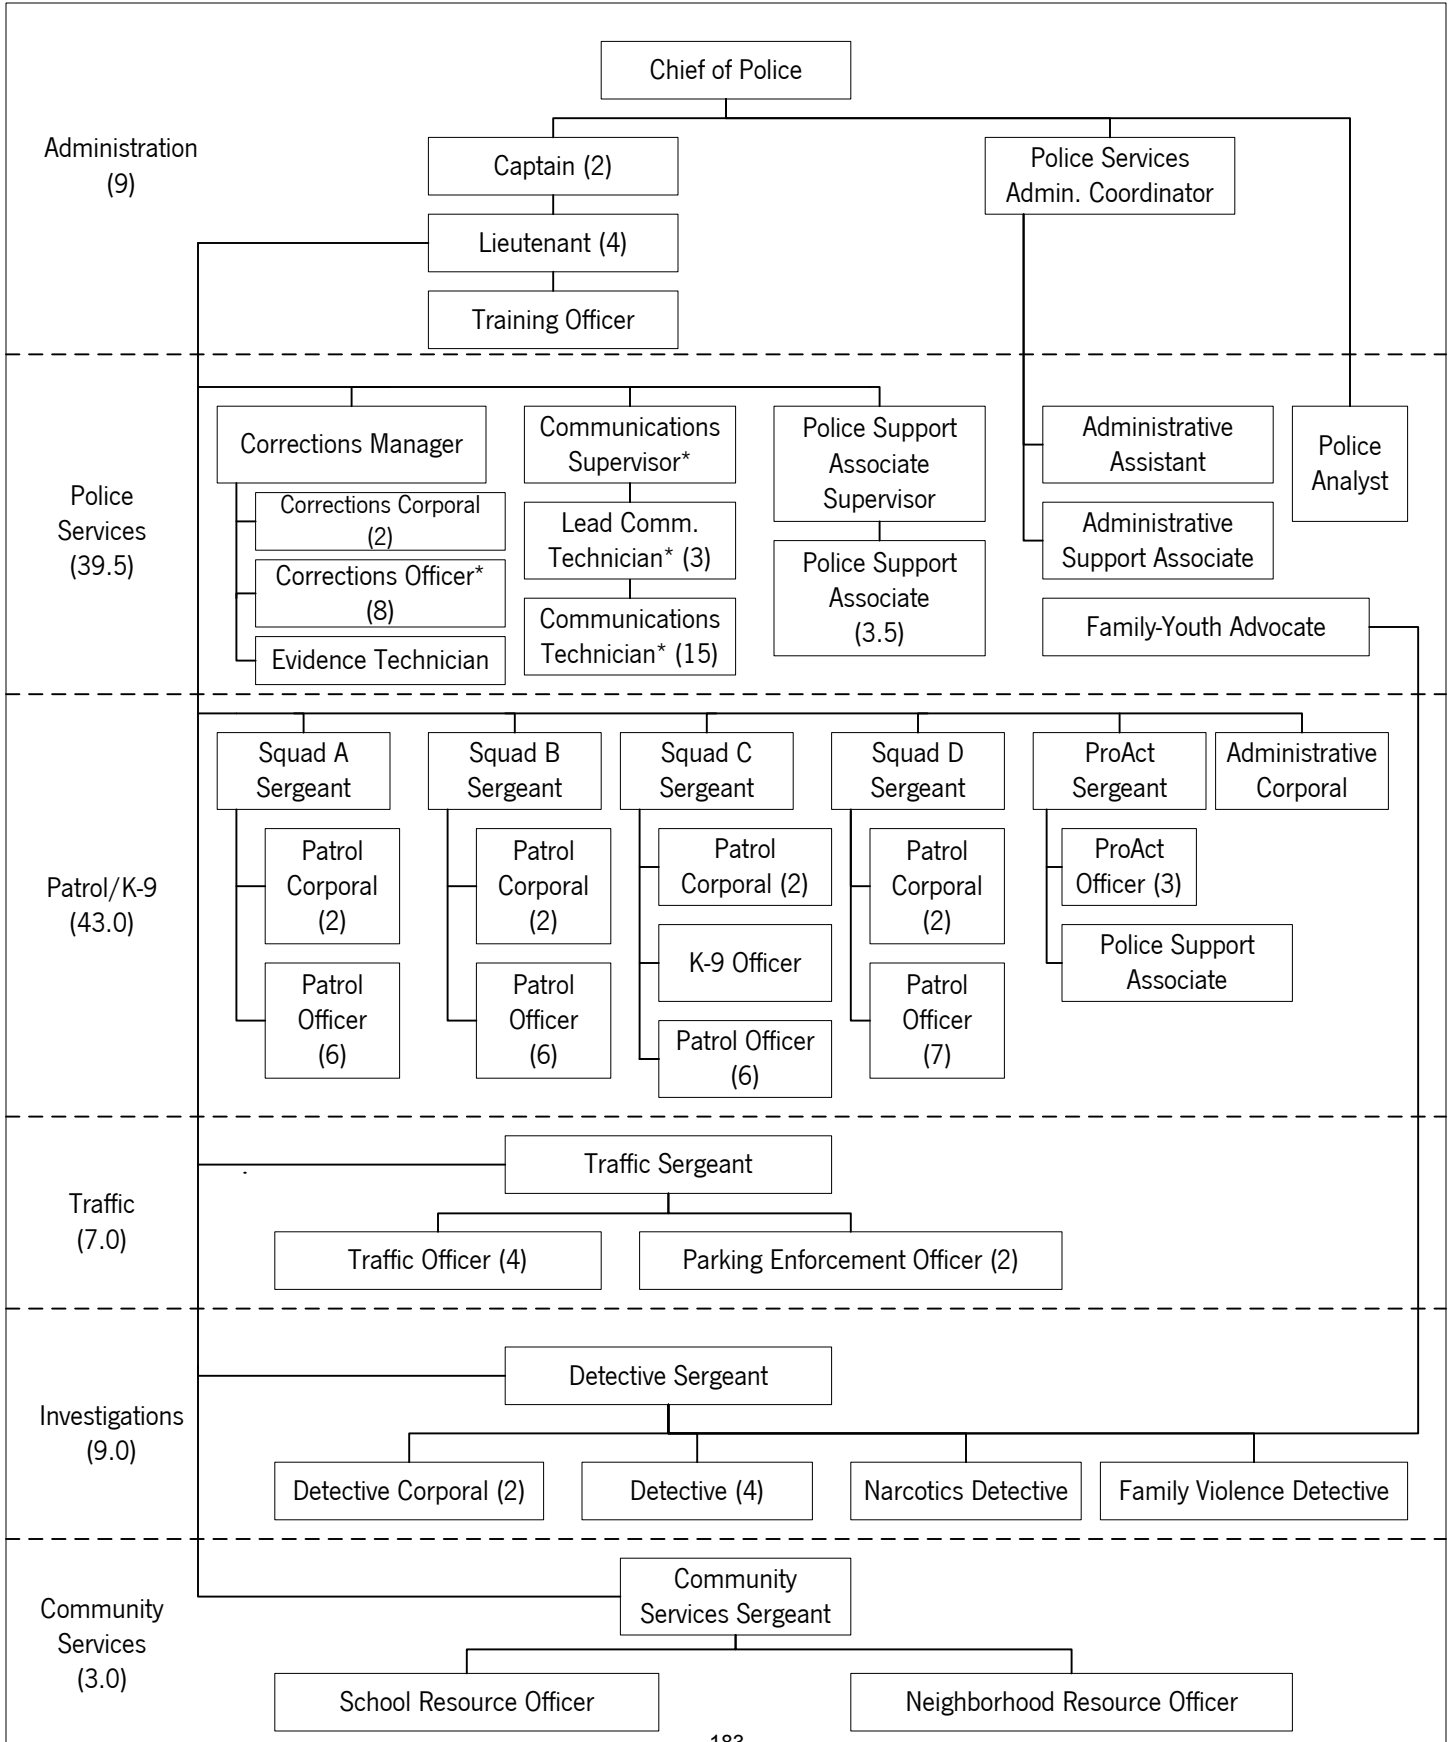 Chief of Police
Administration
(9)
Captain (2)
Police Services
Admin. Coordinator
Lieutenant (4)
Training Officer
Police
Services
(39.5)
Corrections Manager
Corrections Corporal
(2)
Corrections Officer*
(8)
Evidence Technician
Communications
Supervisor*
Lead Comm.
Technician* (3)
Communications
Technician* (15)
Police Support
Associate
Supervisor
Police Support
Associate
(3.5)
Administrative
Assistant
Administrative
Support Associate
Police
Analyst
Family-Youth Advocate
Patrol/K-9
(43.0)
Squad A
Sergeant
Patrol
Corporal
(2)
Patrol
Officer
(6)
Squad B
Sergeant
Patrol
Corporal
(2)
Patrol
Officer
(6)
Squad C
Sergeant
Patrol
Corporal (2)
K-9 Officer
Patrol Officer
(6)
Squad D
Sergeant
Patrol
Corporal
(2)
Patrol
Officer
(7)
ProAct
Sergeant
ProAct
Officer (3)
Police Support
Associate
Administrative
Corporal
Traffic
(7.0)
Traffic Sergeant
Traffic Officer (4)
Parking Enforcement Officer (2)
Investigations
(9.0)
Detective Sergeant
Detective Corporal (2)
Detective (4)
Narcotics Detective
Family Violence Detective
Community
Services
(3.0)
Community
Services Sergeant
School Resource Officer
Neighborhood Resource Officer
183